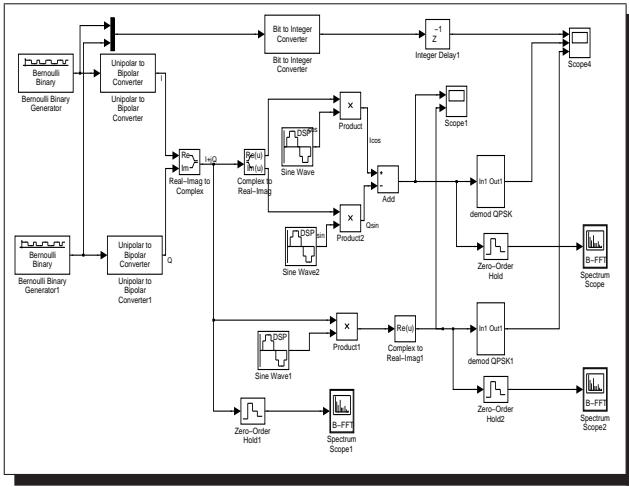 Bit to Integer
Converter
Bit to Integer
Converter
−1
Z
Integer Delay1
Scope4
Bernoulli
Binary
Bernoulli Binary
Generator
Unipolar to
Bipolar
Converter
Unipolar to
Bipolar
Converter
I
Scope1
DSP
cos
Sine Wave
x
Product
Icos
Re
Im
Real−Imag to
Complex
I+jQ
Re(u)
Im(u)
Complex to
Real−Imag
+
−
Add
In1 Out1
demod QPSK
DSP
sin
Sine Wave2
x
Product2
Qsin
Bernoulli
Binary
Bernoulli Binary
Generator1
Unipolar to
Bipolar
Converter
Unipolar to
Bipolar
Converter1
Q
Zero−Order
Hold
B−FFT
Spectrum
Scope
DSP
Sine Wave1
x
Product1
Re(u)
Complex to
Real−Imag1
In1 Out1
demod QPSK1
Zero−Order
Hold1
B−FFT
Spectrum
Scope1
Zero−Order
Hold2
B−FFT
Spectrum
Scope2